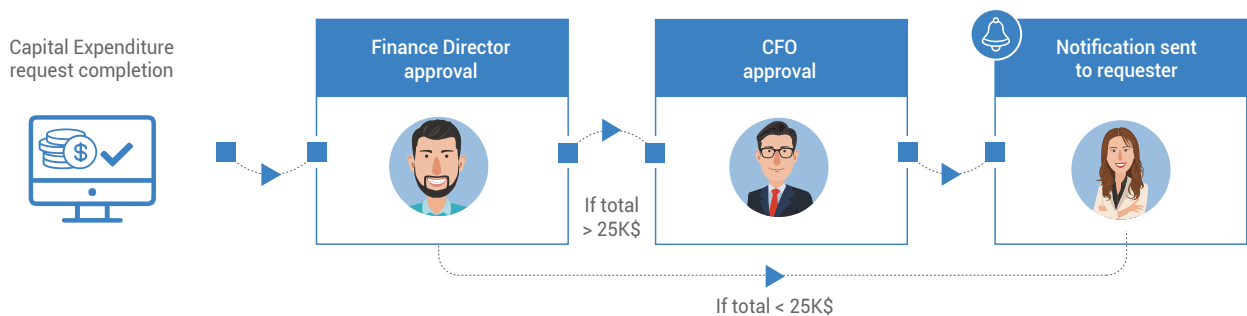 Capital Expenditure
request completion
$
Finance Director
approval
If total
> 25K$
CFO
approval
Notification sent
to requester
If total < 25K$